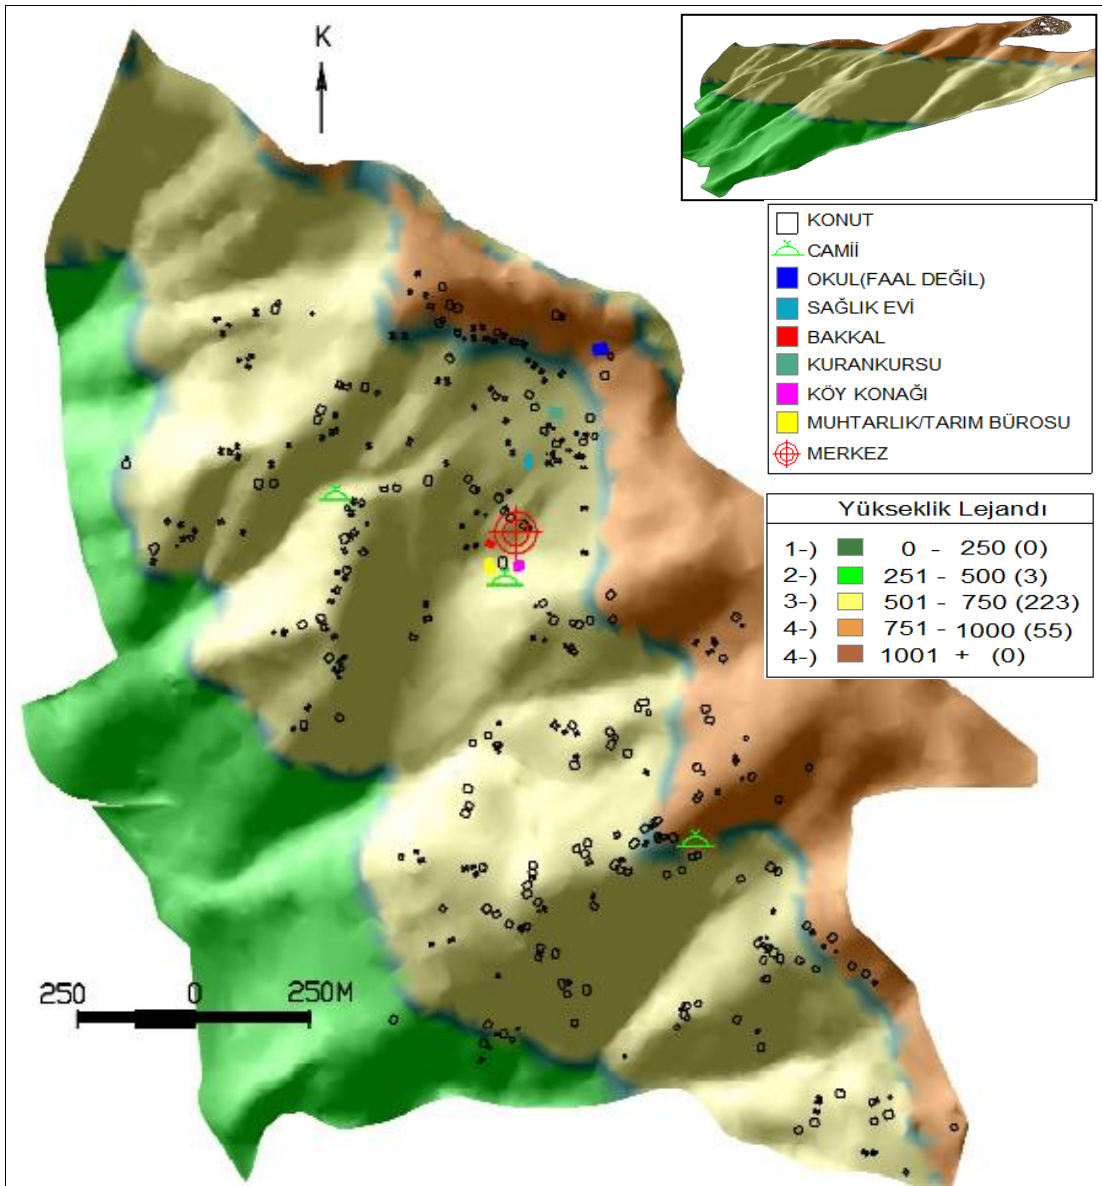 K
KONUT
CAMİİ
OKUL(FAAL DEĞİL)
SAĞLIK EVİ
BAKKAL
KURANKURSU
KÖY KONAĞI
MUHTARLIK/TARIM BÜROSU
MERKEZ
Yükseklik Lejandı
1-) 0 - 250 (0)
2-) 251 - 500 (3)
3-) 501 - 750 (223)
4-) 751 - 1000 (55)
4-) 1001 + (0)
250 0 250M